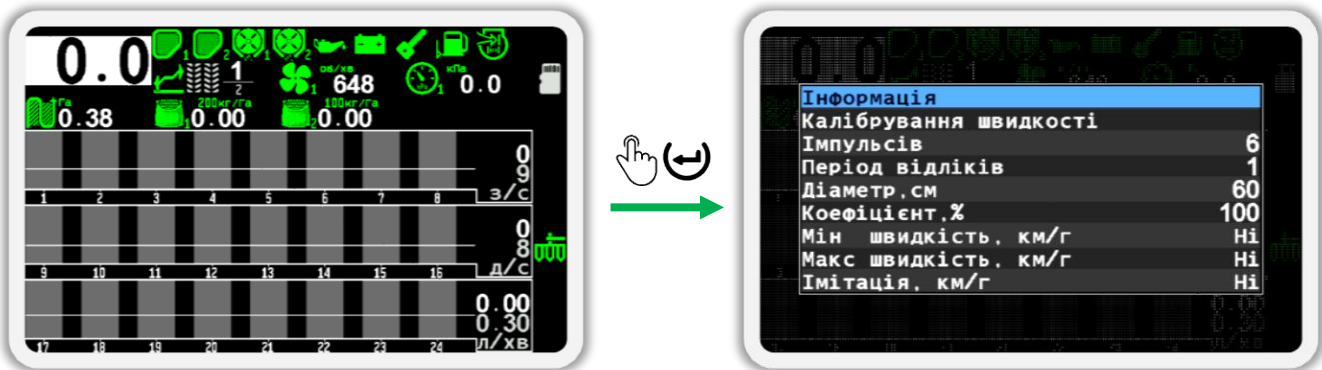 0.0
1 2 1 2
1 2
об/хв
1 648
кПа
1 0.0
Га
0.38
200кг/Га
1 0.00
100кг/Га
2 0.00
0
9
з/с
1 2 3 4 5 6 7 8
0
8
д/с
9 10 11 12 13 14 15 16
0.00
0.30
л/хв
17 18 19 20 21 22 23 24
Інформація
Калібрування швидкості
Імпульсів 6
Період відліків 1
Діаметр.см 60
Коефіцієнт.% 100
Мін швидкість. км/г Ні
Макс швидкість. км/г Ні
Імітація. км/г Ні